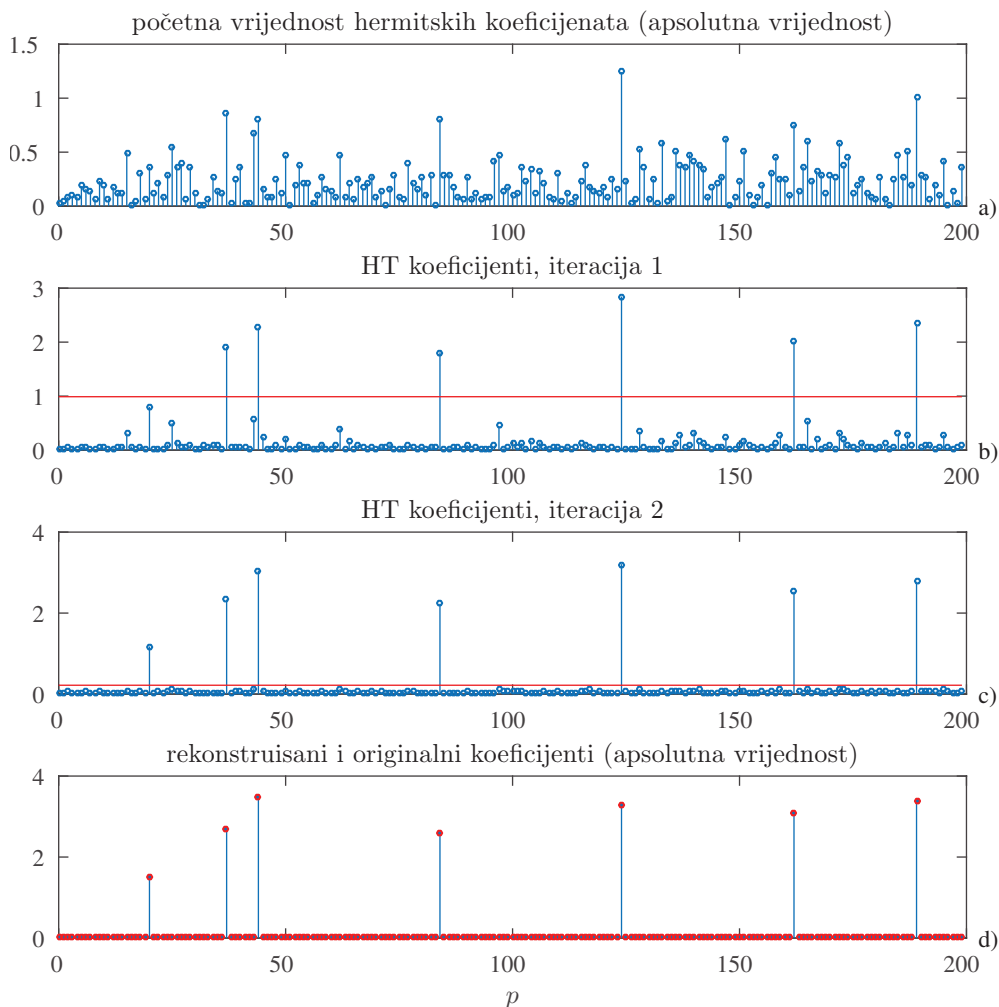 početna vrijednost hermitskih koeficijenata (apsolutna vrijednost)
1.5
1
0.5
0
0 50 100 150 200
a)
HT koeficijenti, iteracija 1
3
2
1
0
0 50 100 150 200
b)
HT koeficijenti, iteracija 2
4
2
0
0 50 100 150 200
c)
rekonstruisani i originalni koeficijenti (apsolutna vrijednost)
4
2
0
0 50 100 150 200
d)
p